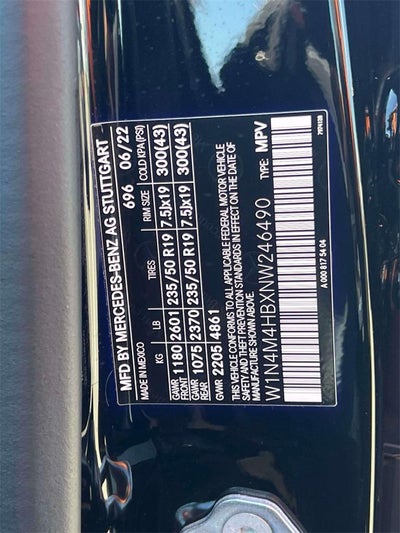 MFD BY MERCEDES-BENZ AG STUTTGART
MADE IN MEXICO 696 06/22
KG LB TIRES RIM SIZE COLD KPA (PSI)
GAWR FRONT 1180 2601 235/50 R19 7.5Jx19 300(43)
GAWR REAR 1075 2370 235/50 R19 7.5Jx19 300(43)
GVWR 2205 4861
THIS VEHICLE CONFORMS TO ALL APPLICABLE FEDERAL MOTOR VEHICLE
SAFETY AND THEFT PREVENTION STANDARDS IN EFFECT ON THE DATE OF
MANUFACTURE SHOWN ABOVE.
W1N4M4HBXNW246490 TYPE: MPV
A 000 817 54 04